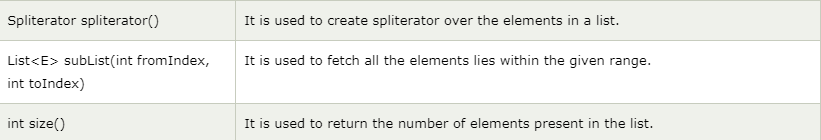 Spliterator spliterator()
It is used to create spliterator over the elements in a list.
List<E> subList(int fromIndex,
int toIndex)
It is used to fetch all the elements lies within the given range.
int size()
It is used to return the number of elements present in the list.